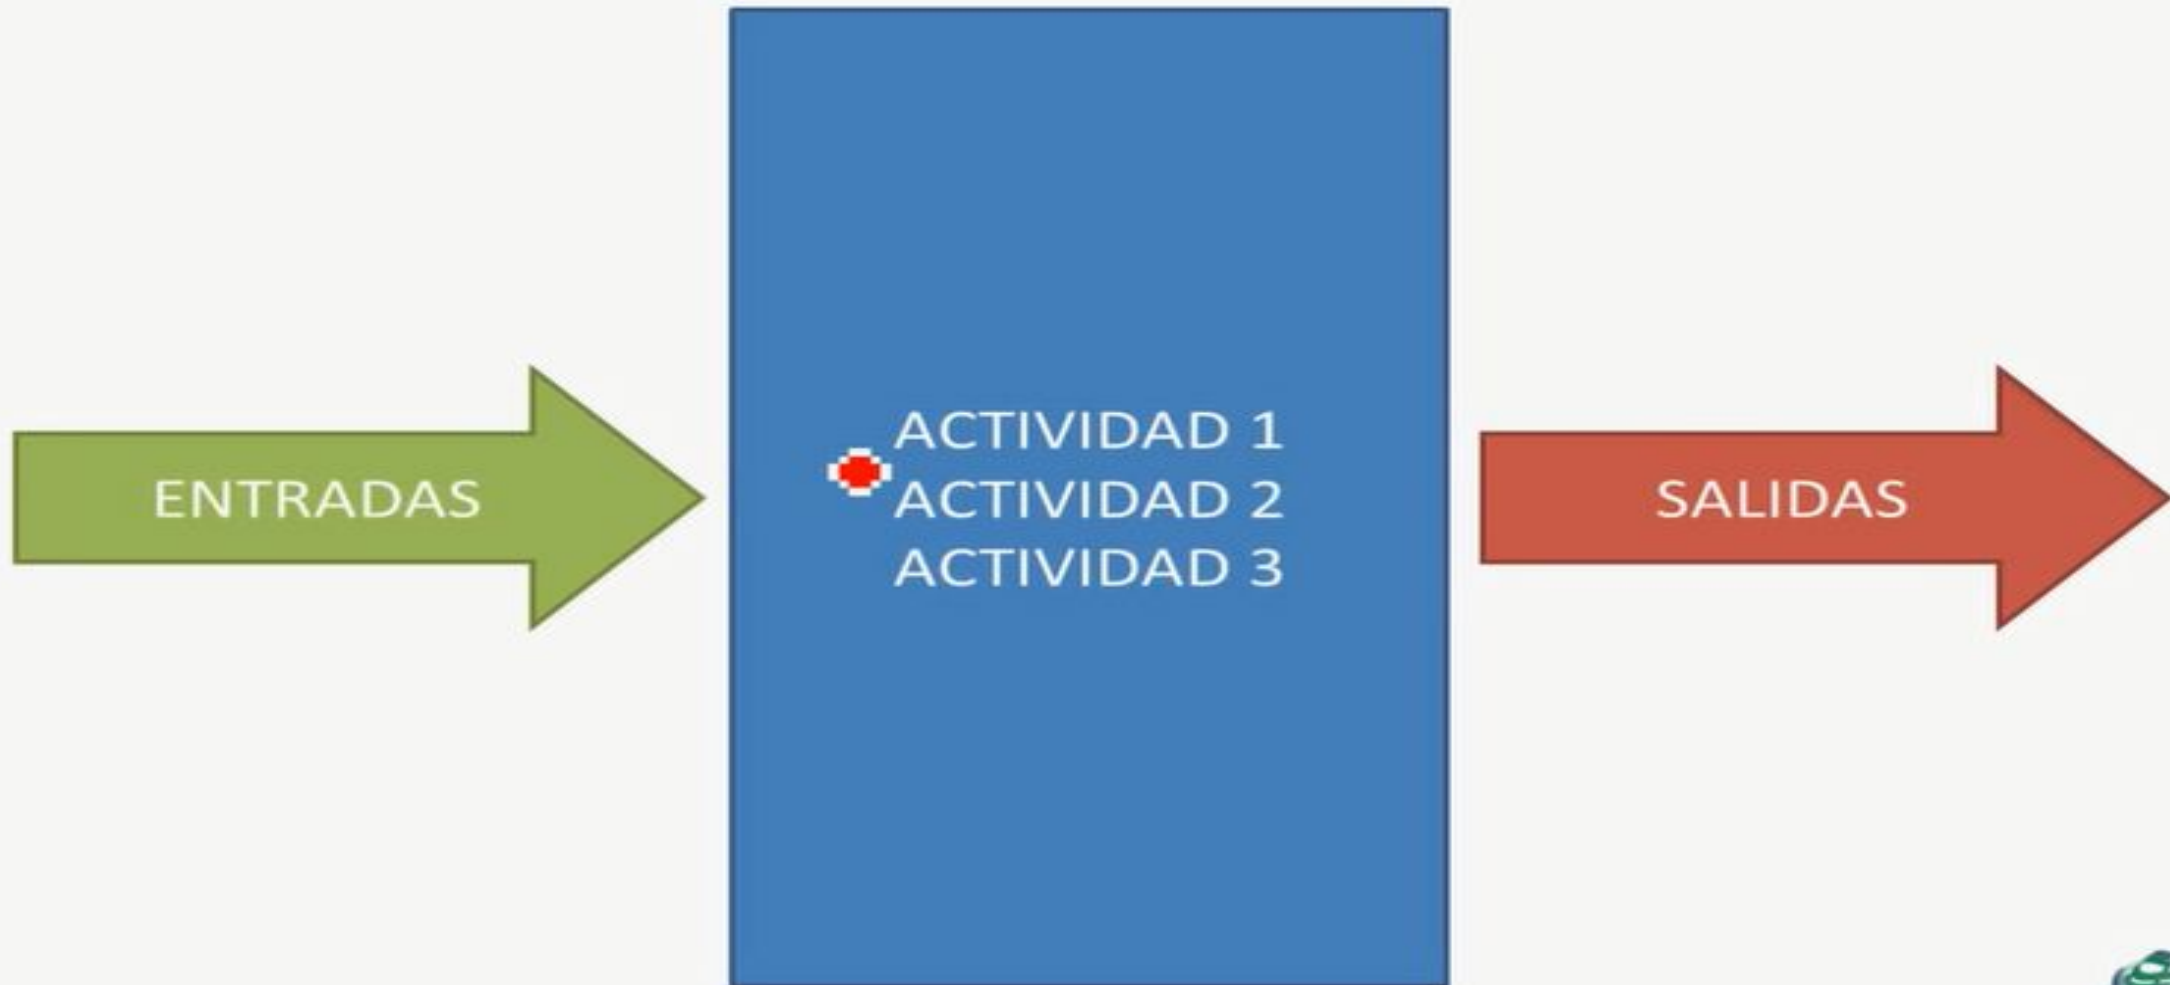 ENTRADAS
ACTIVIDAD 1
ACTIVIDAD 2
ACTIVIDAD 3
SALIDAS